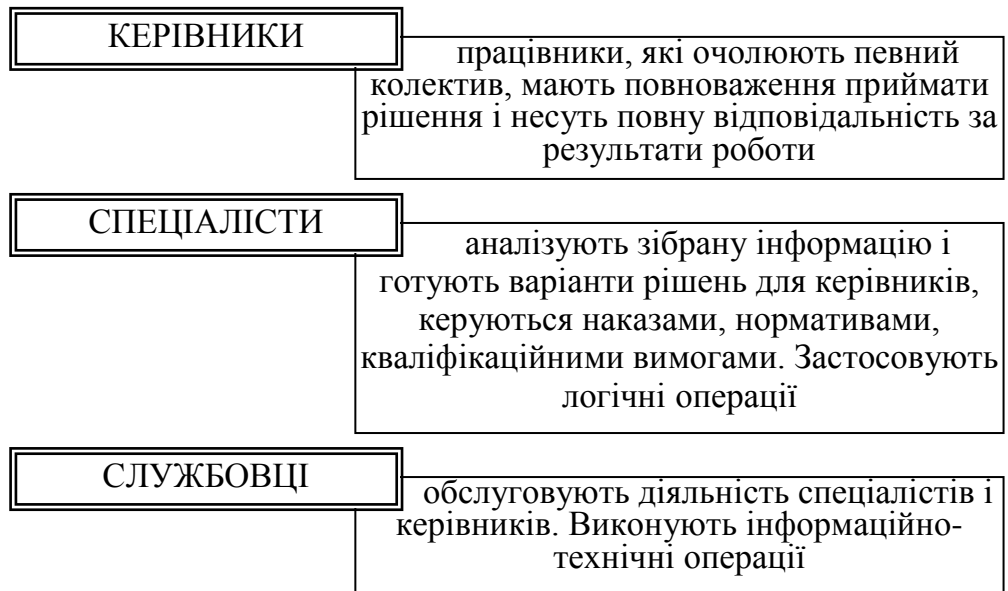 КЕРІВНИКИ
працівники, які очолюють певний
колектив, мають повноваження приймати
рішення і несуть повну відповідальність за
результати роботи
СПЕЦІАЛІСТИ
аналізують зібрану інформацію і
готують варіанти рішень для керівників,
керуються наказами, нормативами,
кваліфікаційними вимогами. Застосовують
логічні операції
СЛУЖБОВЦІ
обслуговують діяльність спеціалістів і
керівників. Виконують інформаційно-
технічні операції